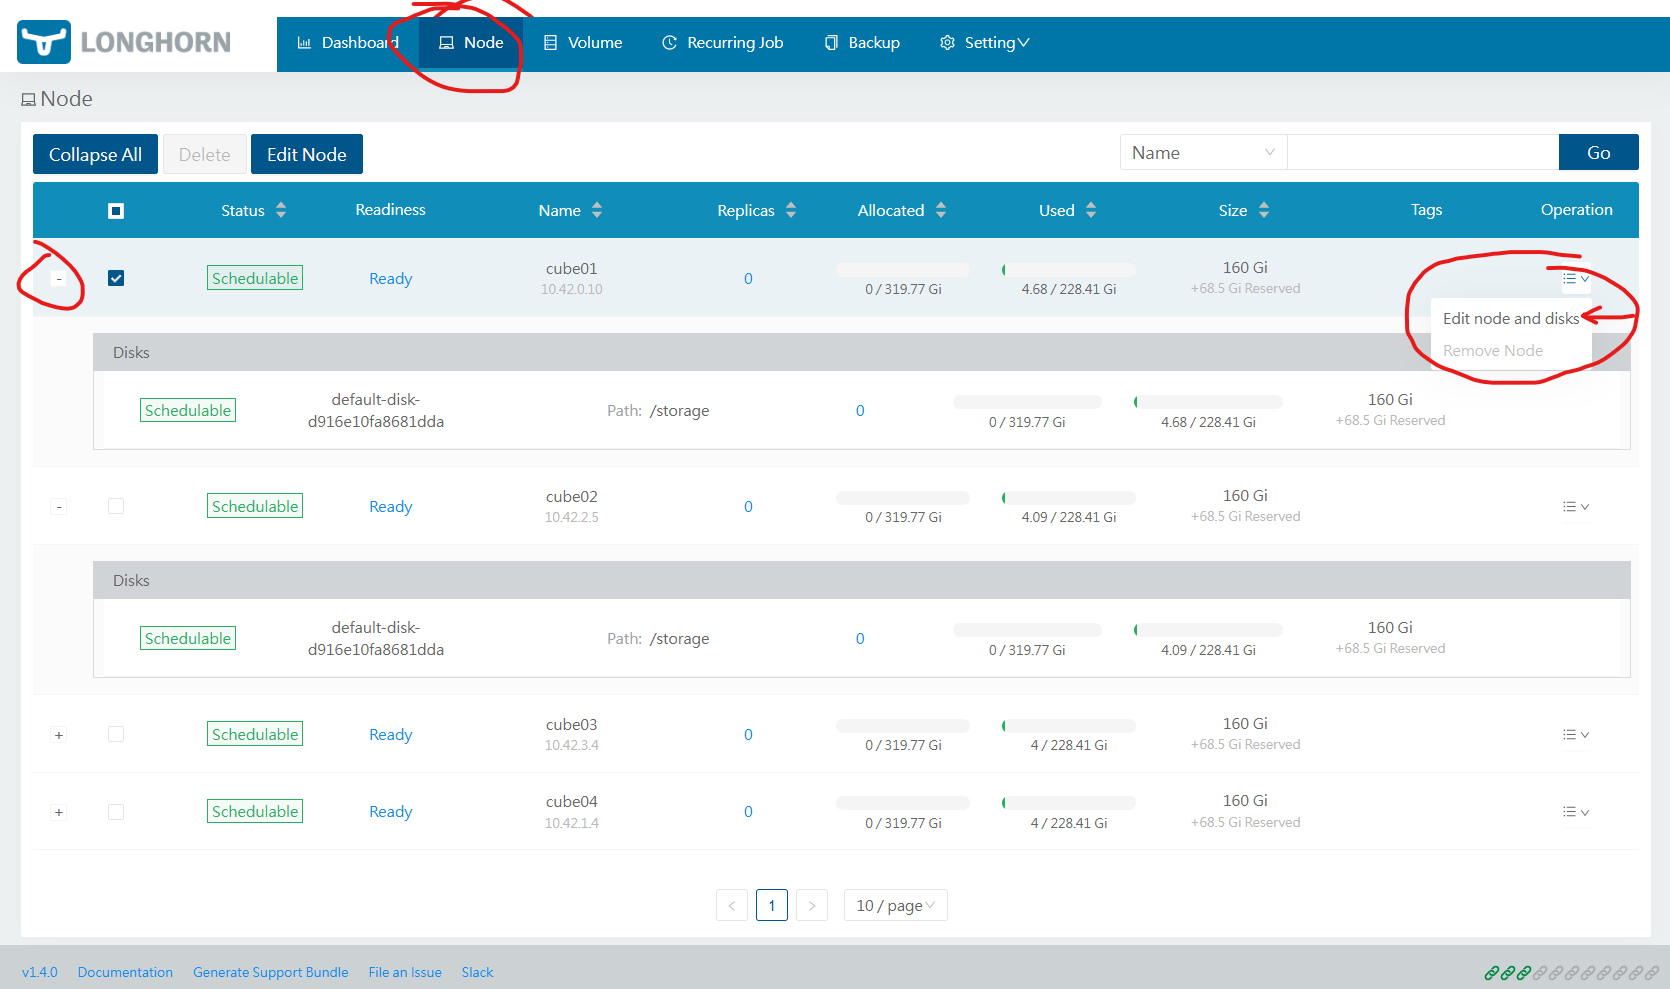 LONGHORN
Dashboard Node Volume Recurring Job Backup Setting
Node
Collapse All Delete Edit Node Name Go
Status Readiness Name Replicas Allocated Used Size Tags Operation
- Schedulable Ready cube01 0 160 Gi
10.42.0.10 0 / 319.77 Gi 4.68 / 228.41 Gi +68.5 Gi Reserved
Edit node and disks
Remove Node
Disks
Schedulable default-disk- Path: /storage 0 160 Gi
d916e10fa8681dda 0 / 319.77 Gi 4.68 / 228.41 Gi +68.5 Gi Reserved
- Schedulable Ready cube02 0 160 Gi
10.42.2.5 0 / 319.77 Gi 4.09 / 228.41 Gi +68.5 Gi Reserved
Disks
Schedulable default-disk- Path: /storage 0 160 Gi
d916e10fa8681dda 0 / 319.77 Gi 4.09 / 228.41 Gi +68.5 Gi Reserved
+ Schedulable Ready cube03 0 160 Gi
10.42.3.4 0 / 319.77 Gi 4 / 228.41 Gi +68.5 Gi Reserved
+ Schedulable Ready cube04 0 160 Gi
10.42.1.4 0 / 319.77 Gi 4 / 228.41 Gi +68.5 Gi Reserved
< 1 > 10 / page
v1.4.0 Documentation Generate Support Bundle File an Issue Slack